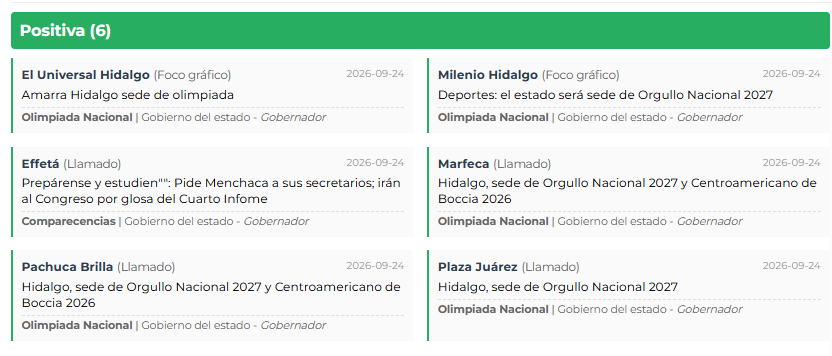 Positiva (6)
El Universal Hidalgo (Foco gráfico) 2026-09-24
Amarra Hidalgo sede de olimpiada
Olimpiada Nacional | Gobierno del estado - Gobernador
Milenio Hidalgo (Foco gráfico) 2026-09-24
Deportes: el estado será sede de Orgullo Nacional 2027
Olimpiada Nacional | Gobierno del estado - Gobernador
Effetá (Llamado) 2026-09-24
Prepárense y estudien"": Pide Menchaca a sus secretarios; irán
al Congreso por glosa del Cuarto Infome
Comparecencias | Gobierno del estado - Gobernador
Marfeca (Llamado) 2026-09-24
Hidalgo, sede de Orgullo Nacional 2027 y Centroamericano de
Boccia 2026
Olimpiada Nacional | Gobierno del estado - Gobernador
Pachuca Brilla (Llamado) 2026-09-24
Hidalgo, sede de Orgullo Nacional 2027 y Centroamericano de
Boccia 2026
Olimpiada Nacional | Gobierno del estado - Gobernador
Plaza Juárez (Llamado) 2026-09-24
Hidalgo, sede de Orgullo Nacional 2027
Olimpiada Nacional | Gobierno del estado - Gobernador